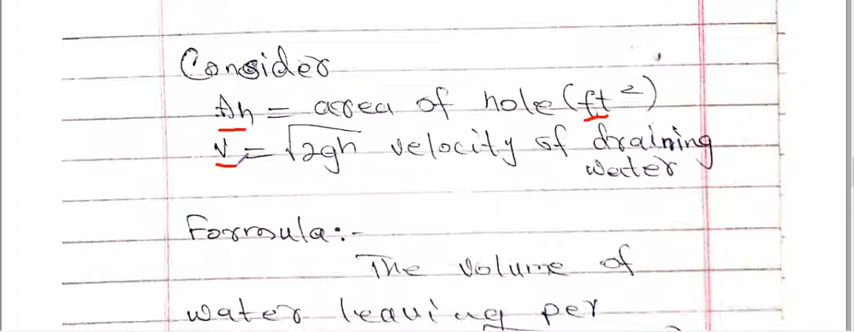 Consider
Ah = area of hole (ft²)
V = √2gh velocity of draining
water
Formula:-
The volume of
water leaving per